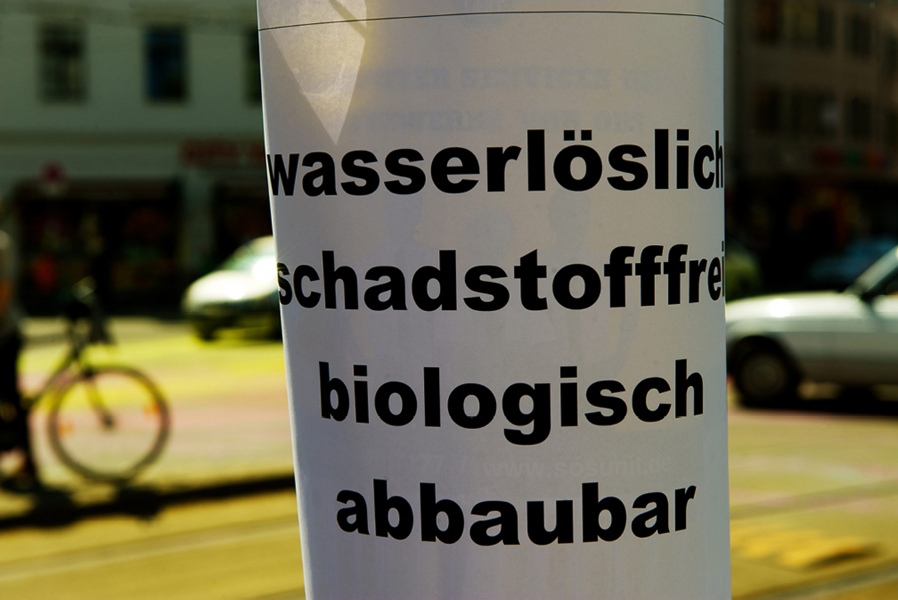 wasserlöslich
schadstofffrei
biologisch
abbaubar